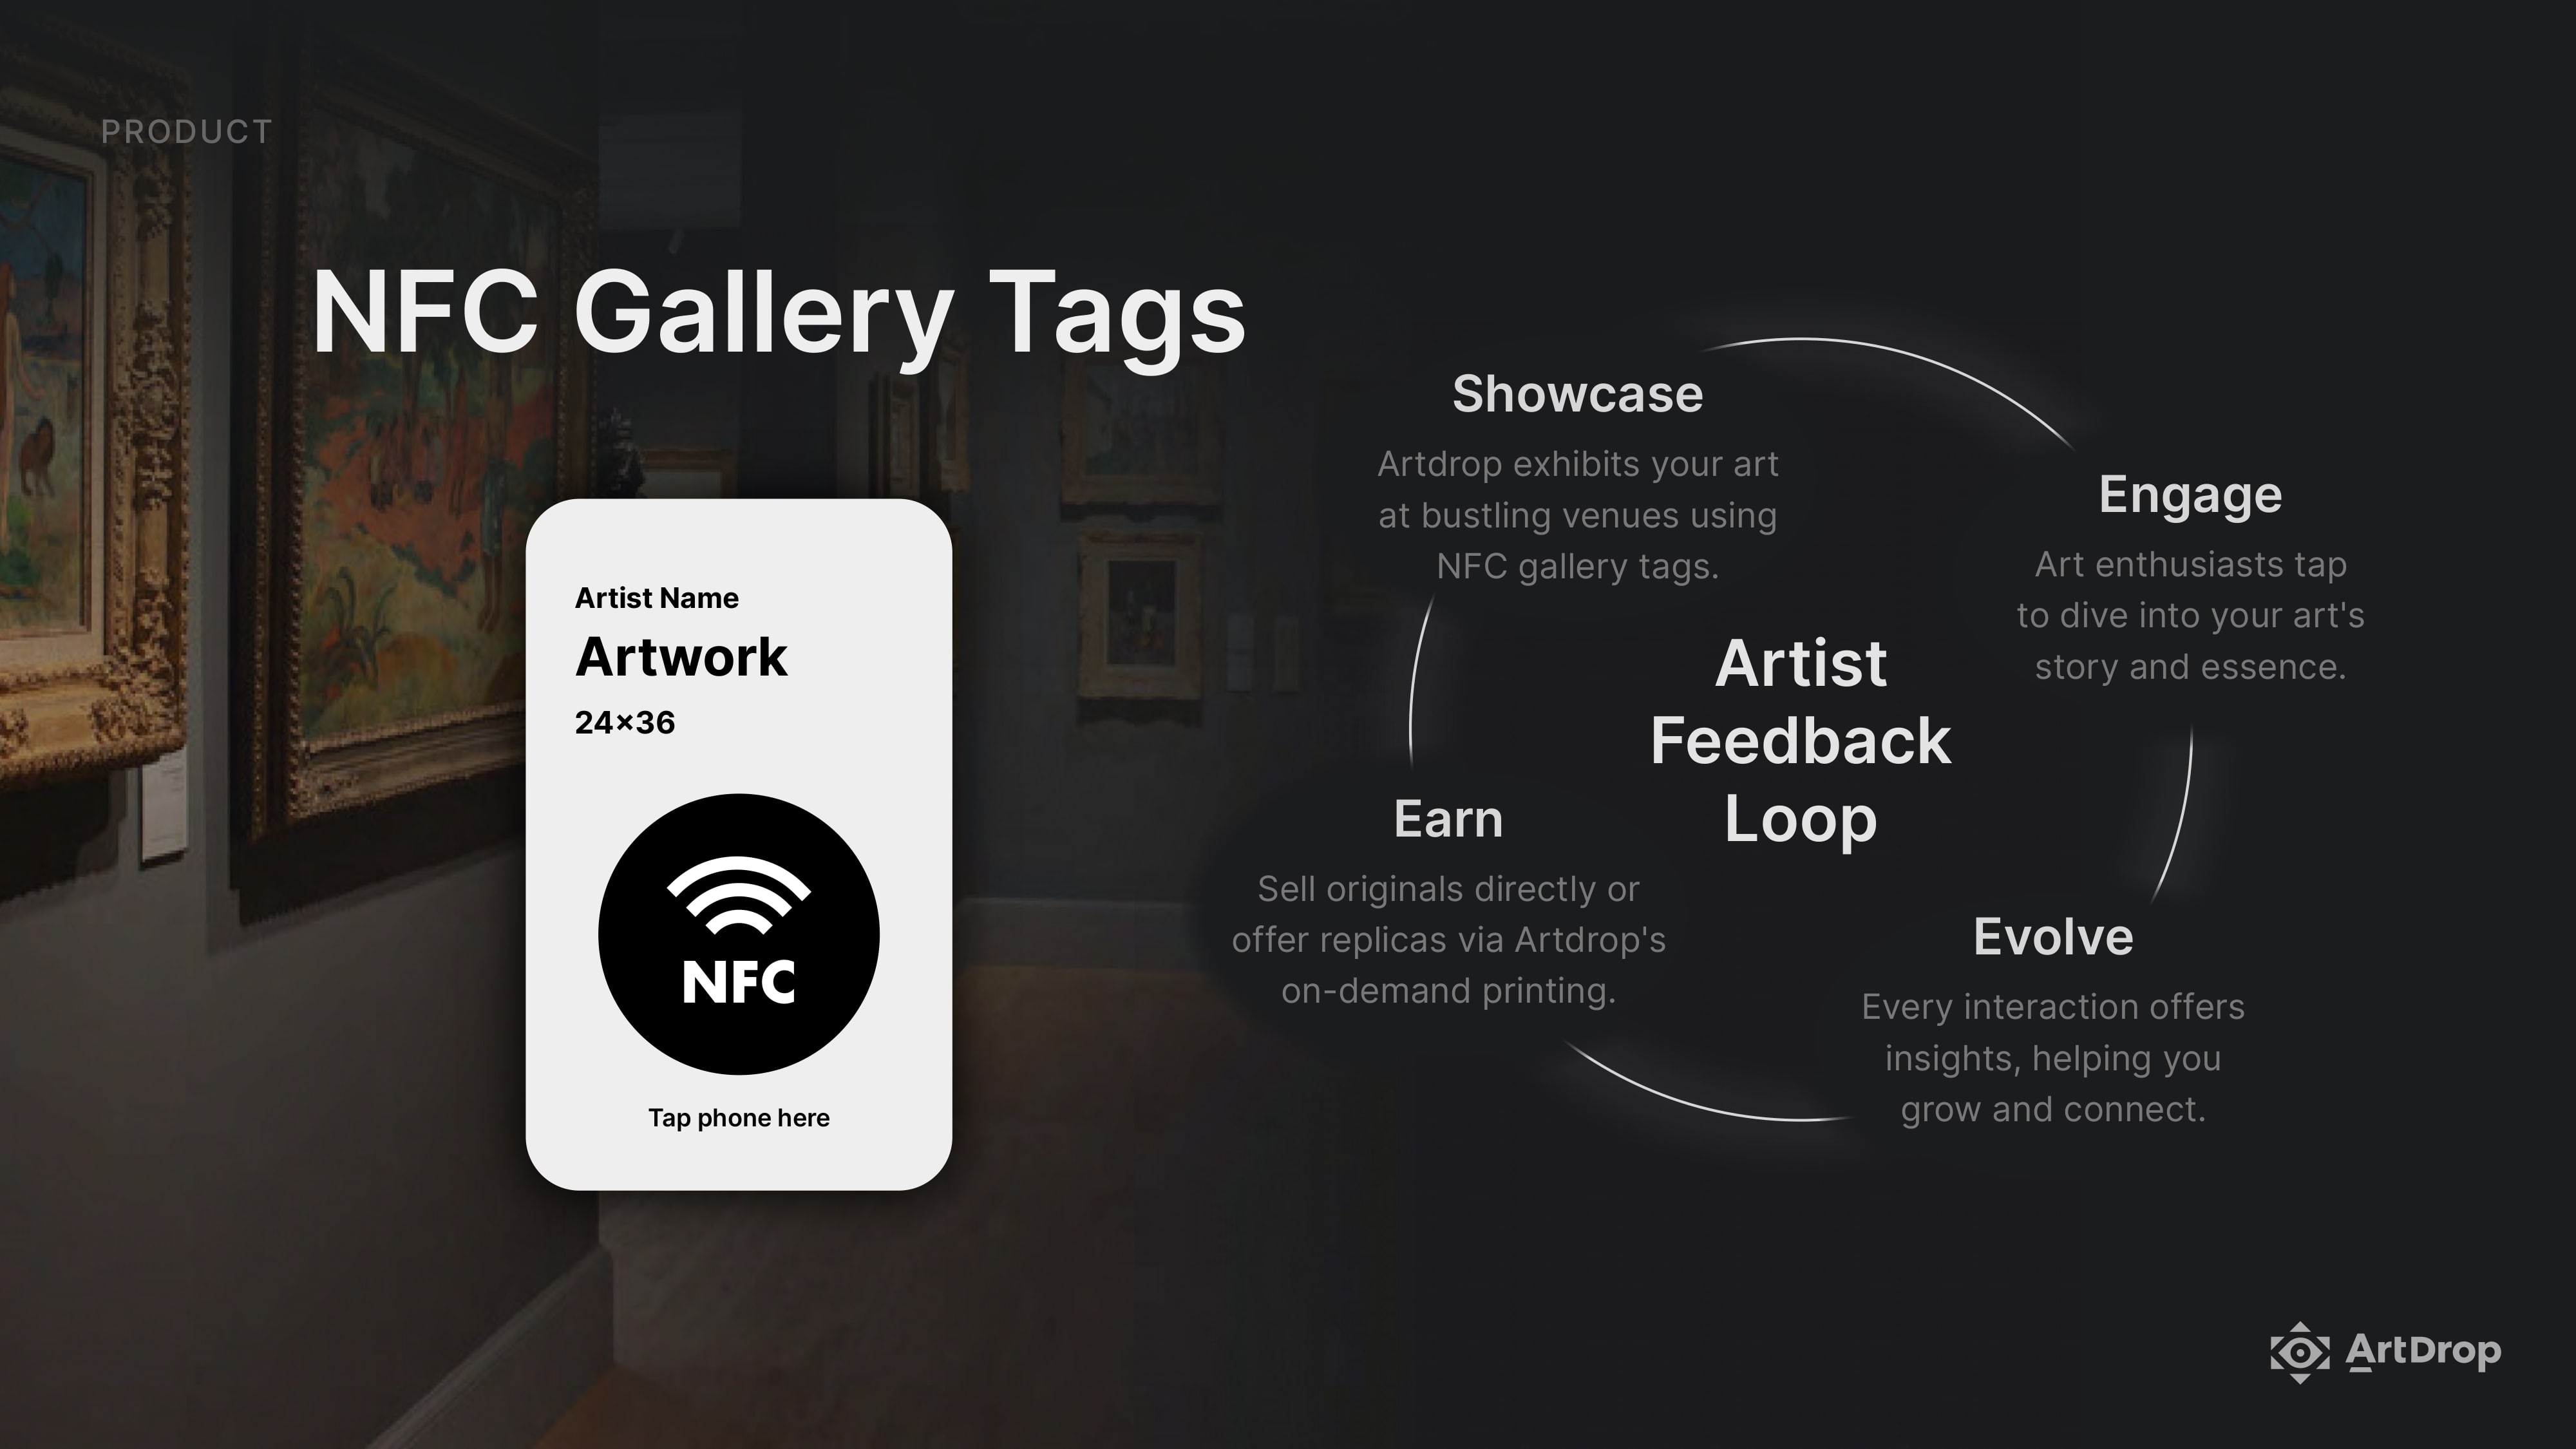 PRODUCT
NFC Gallery Tags
Artist Name
Artwork
24×36
NFC
Tap phone here
Artist
Feedback
Loop
Showcase
Artdrop exhibits your art
at bustling venues using
NFC gallery tags.
Engage
Art enthusiasts tap
to dive into your art's
story and essence.
Evolve
Every interaction offers
insights, helping you
grow and connect.
Earn
Sell originals directly or
offer replicas via Artdrop's
on-demand printing.
ArtDrop